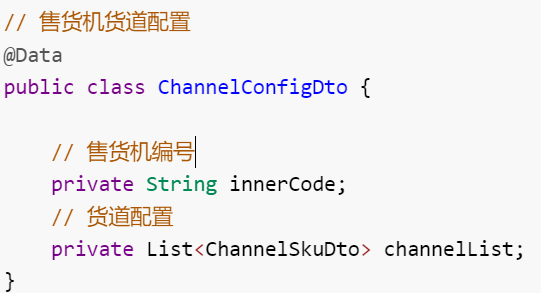 // 售货机货道配置
@Data
public class ChannelConfigDto {
// 售货机编号
private String innerCode;
// 货道配置
private List<ChannelSkuDto> channelList;
}